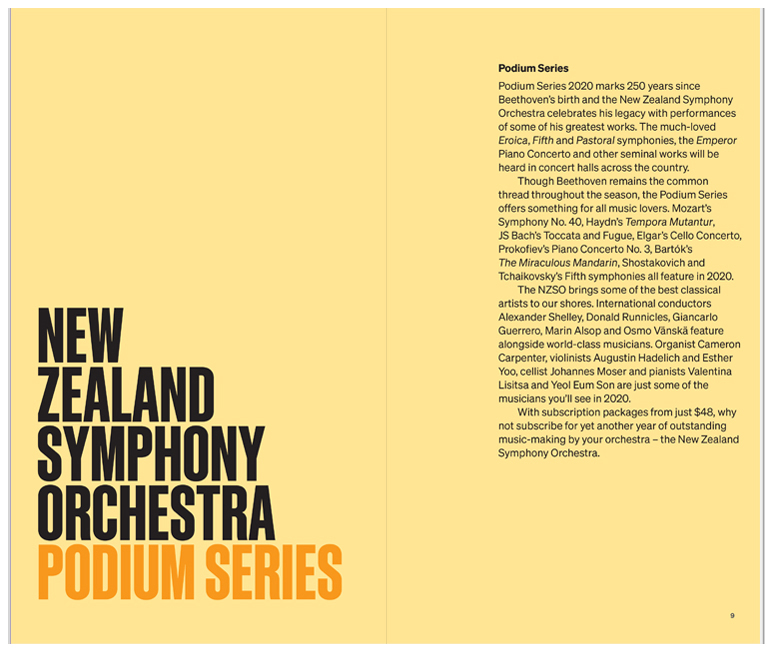 NEW
ZEALAND
SYMPHONY
ORCHESTRA
PODIUM SERIES
Podium Series
Podium Series 2020 marks 250 years since
Beethoven's birth and the New Zealand Symphony
Orchestra celebrates his legacy with performances
of some of his greatest works. The much-loved
Eroica, Fifth and Pastoral symphonies, the Emperor
Piano Concerto and other seminal works will be
heard in concert halls across the country.
Though Beethoven remains the common
thread throughout the season, the Podium Series
offers something for all music lovers. Mozart's
Symphony No. 40, Haydn's Tempora Mutantur,
JS Bach's Toccata and Fugue, Elgar's Cello Concerto,
Prokofiev's Piano Concerto No. 3, Bartók's
The Miraculous Mandarin, Shostakovich and
Tchaikovsky's Fifth symphonies all feature in 2020.
The NZSO brings some of the best classical
artists to our shores. International conductors
Alexander Shelley, Donald Runnicles, Giancarlo
Guerrero, Marin Alsop and Osmo Vänskä feature
alongside world-class musicians. Organist Cameron
Carpenter, violinists Augustin Hadelich and Esther
Yoo, cellist Johannes Moser and pianists Valentina
Lisitsa and Yeol Eum Son are just some of the
musicians you'll see in 2020.
With subscription packages from just $48, why
not subscribe for yet another year of outstanding
music-making by your orchestra – the New Zealand
Symphony Orchestra.
9